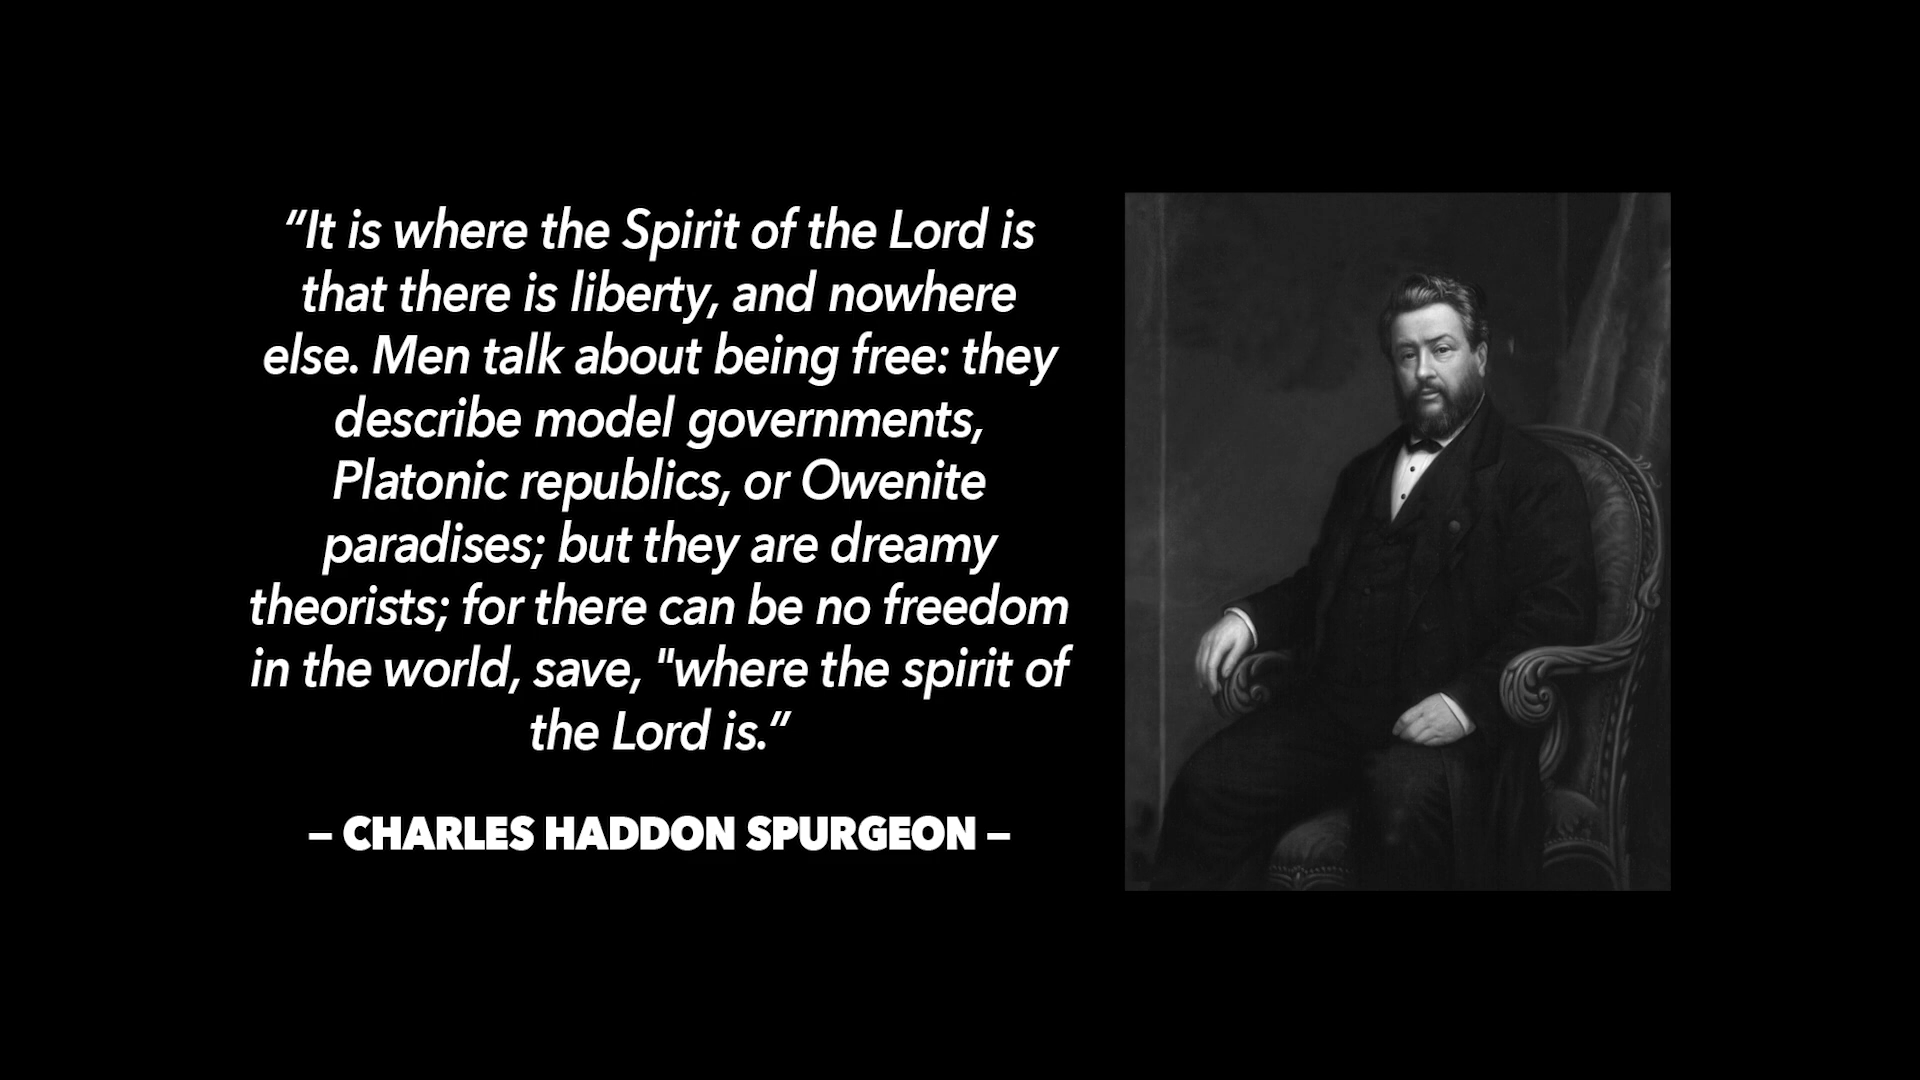 “It is where the Spirit of the Lord is
that there is liberty, and nowhere
else. Men talk about being free: they
describe model governments,
Platonic republics, or Owenite
paradises; but they are dreamy
theorists; for there can be no freedom
in the world, save, "where the spirit of
the Lord is.”
– CHARLES HADDON SPURGEON –